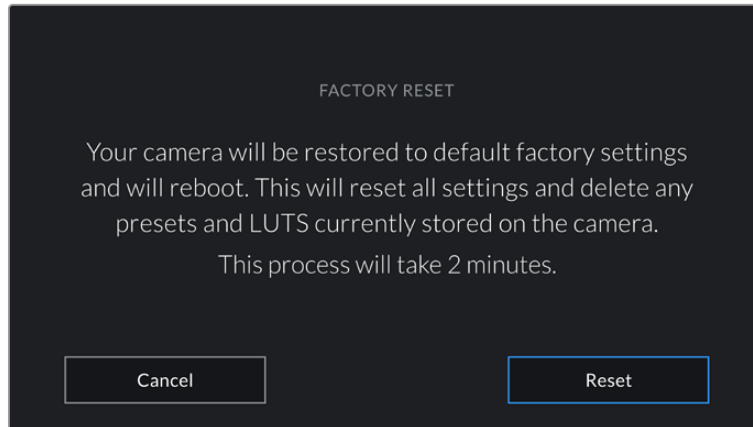 FACTORY RESET
Your camera will be restored to default factory settings
and will reboot. This will reset all settings and delete any
presets and LUTS currently stored on the camera.
This process will take 2 minutes.
Cancel
Reset